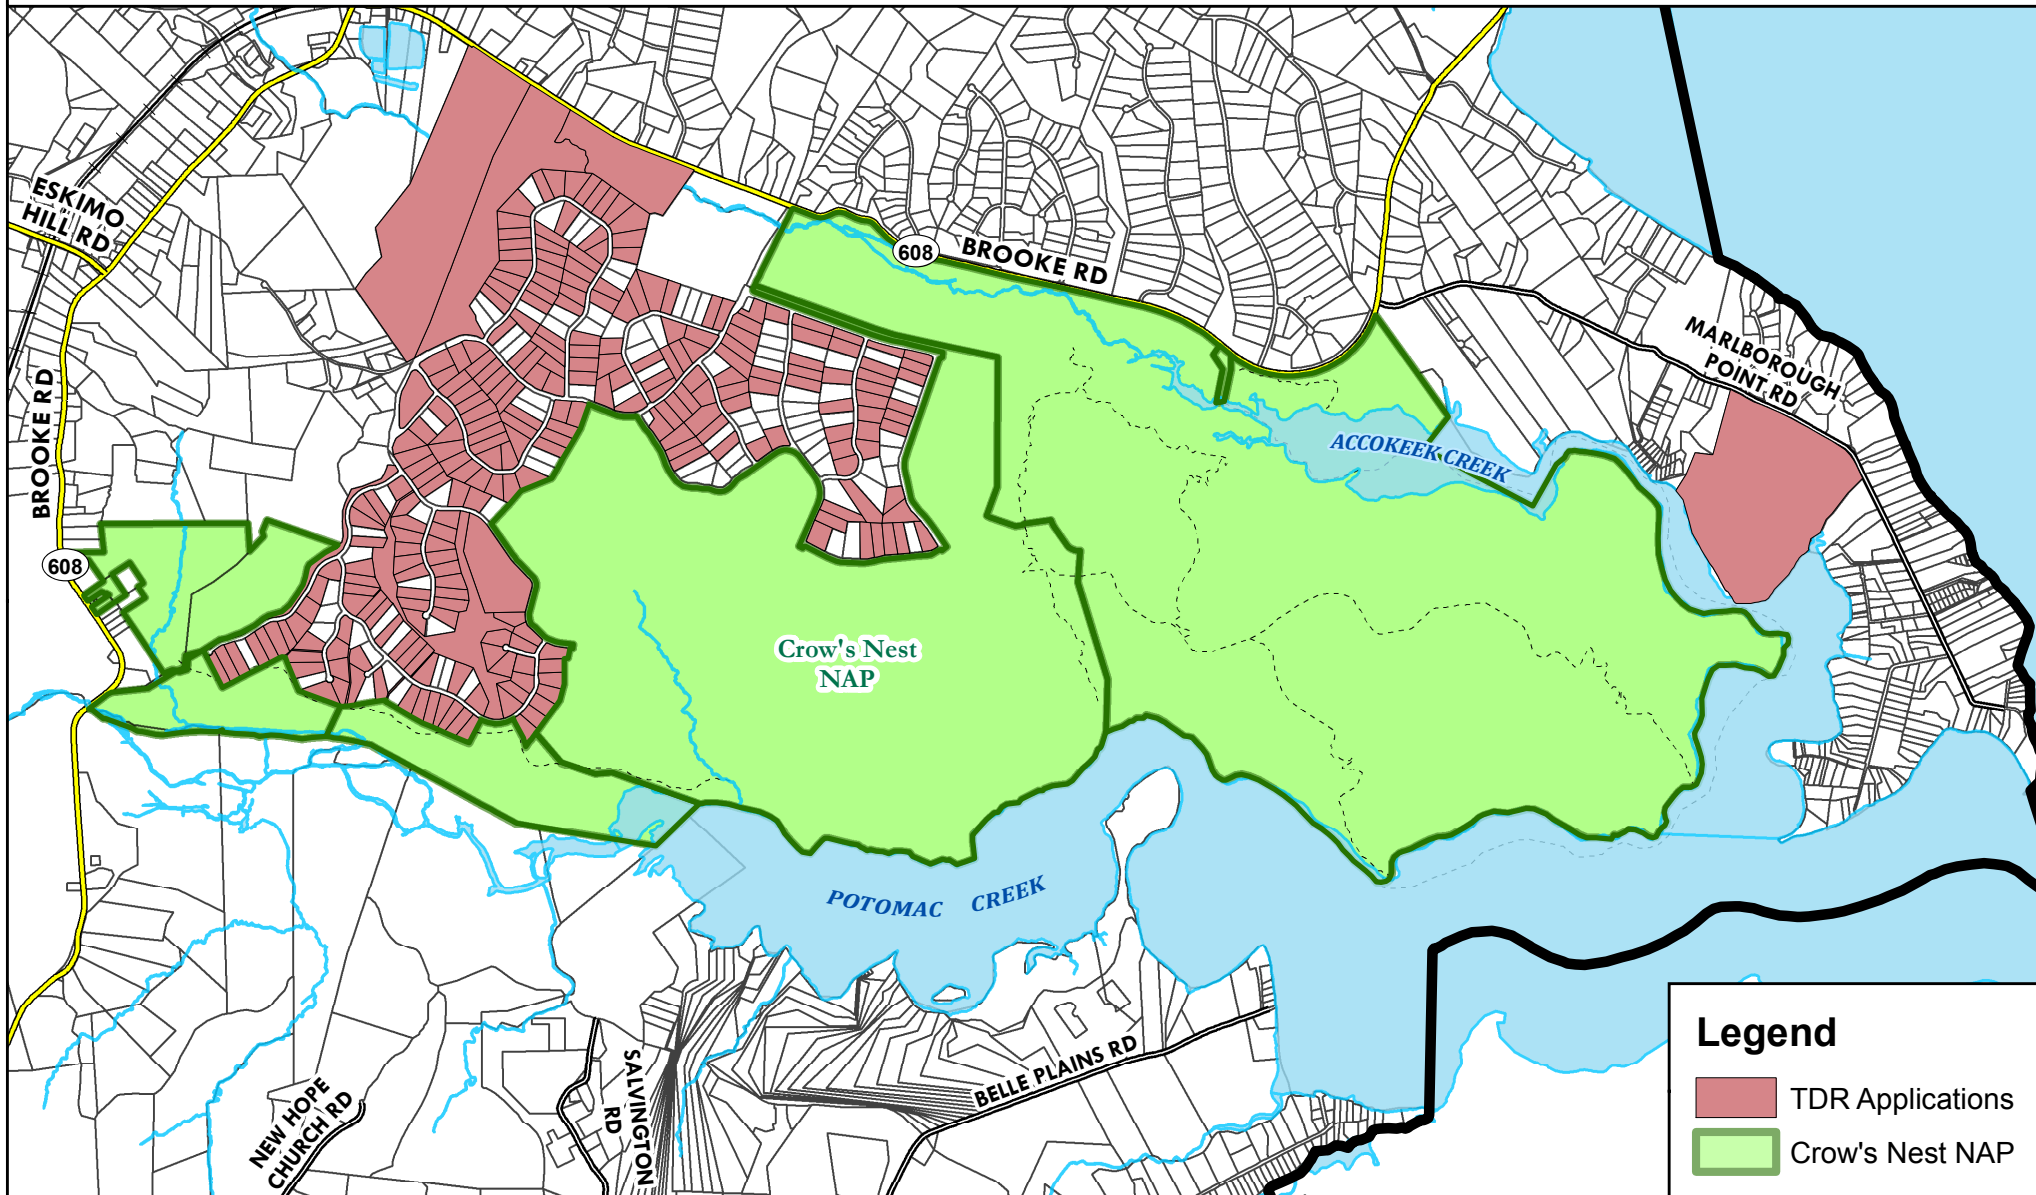 ESKIMO
HILL RD
608
BROOKE RD
MARLBOROUGH
POINT RD
BROOKE RD
ACCOKEEK CREEK
608
Crow's Nest
NAP
POTOMAC CREEK
SALVINGTON
RD
BELLE PLAINS RD
NEW HOPE
CHURCH RD
Legend
TDR Applications
Crow's Nest NAP